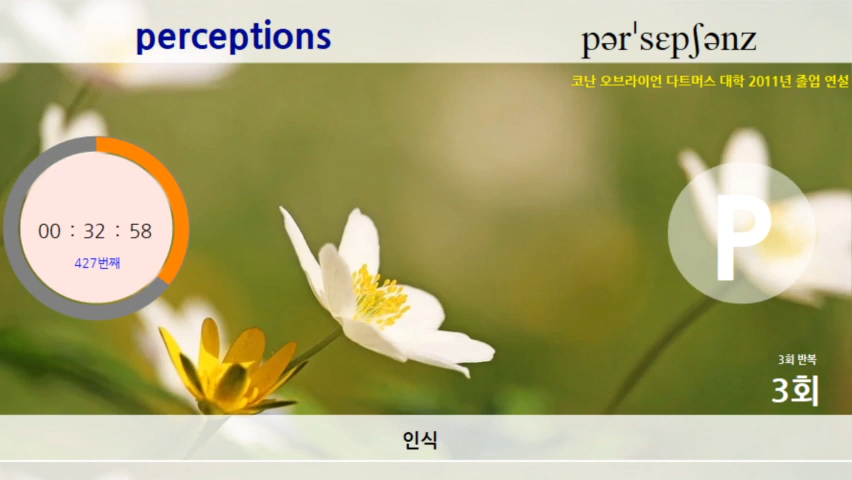 perceptions
pərˈsɛpʃənz
코난 오브라이언 다트머스 대학 2011년 졸업 연설
00 : 32 : 58
427번째
P
3회 반복
3회
인식